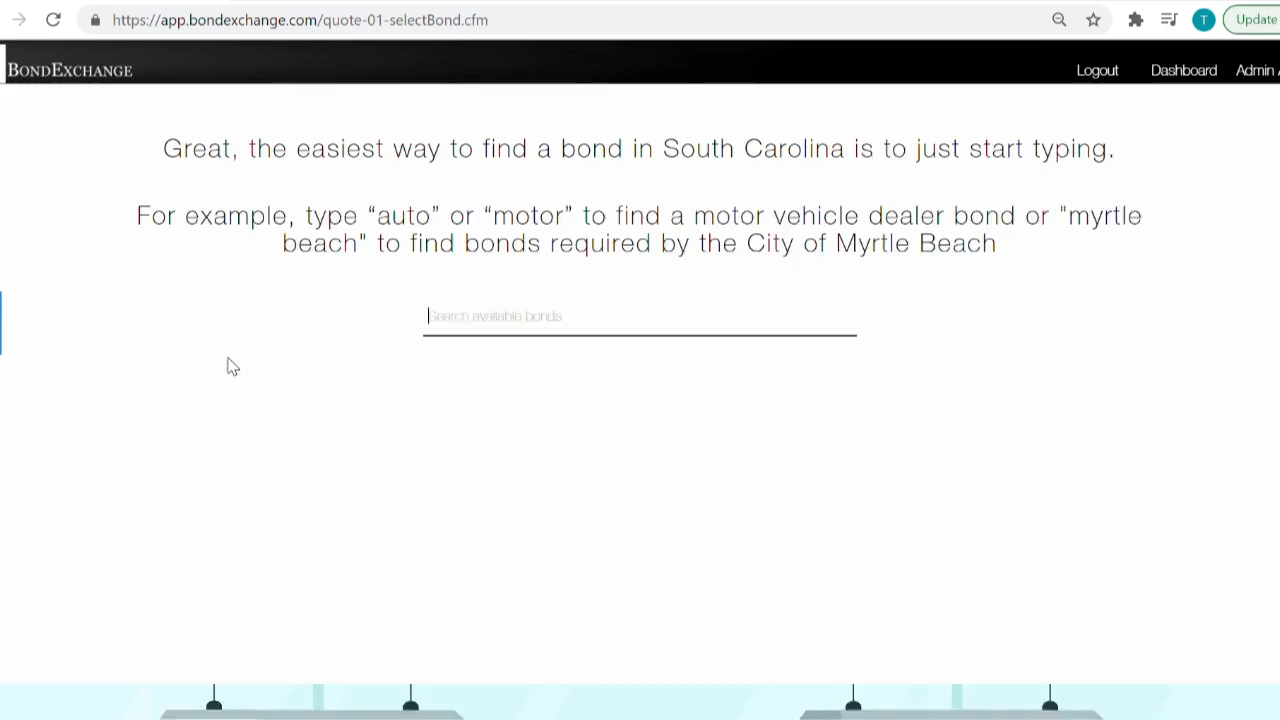 https://app.bondexchange.com/quote-01-selectBond.cfm
T
Update
BONDEXCHANGE
Logout
Dashboard
Admin
Great, the easiest way to find a bond in South Carolina is to just start typing.
For example, type “auto” or “motor” to find a motor vehicle dealer bond or "myrtle
beach" to find bonds required by the City of Myrtle Beach
Search available bonds